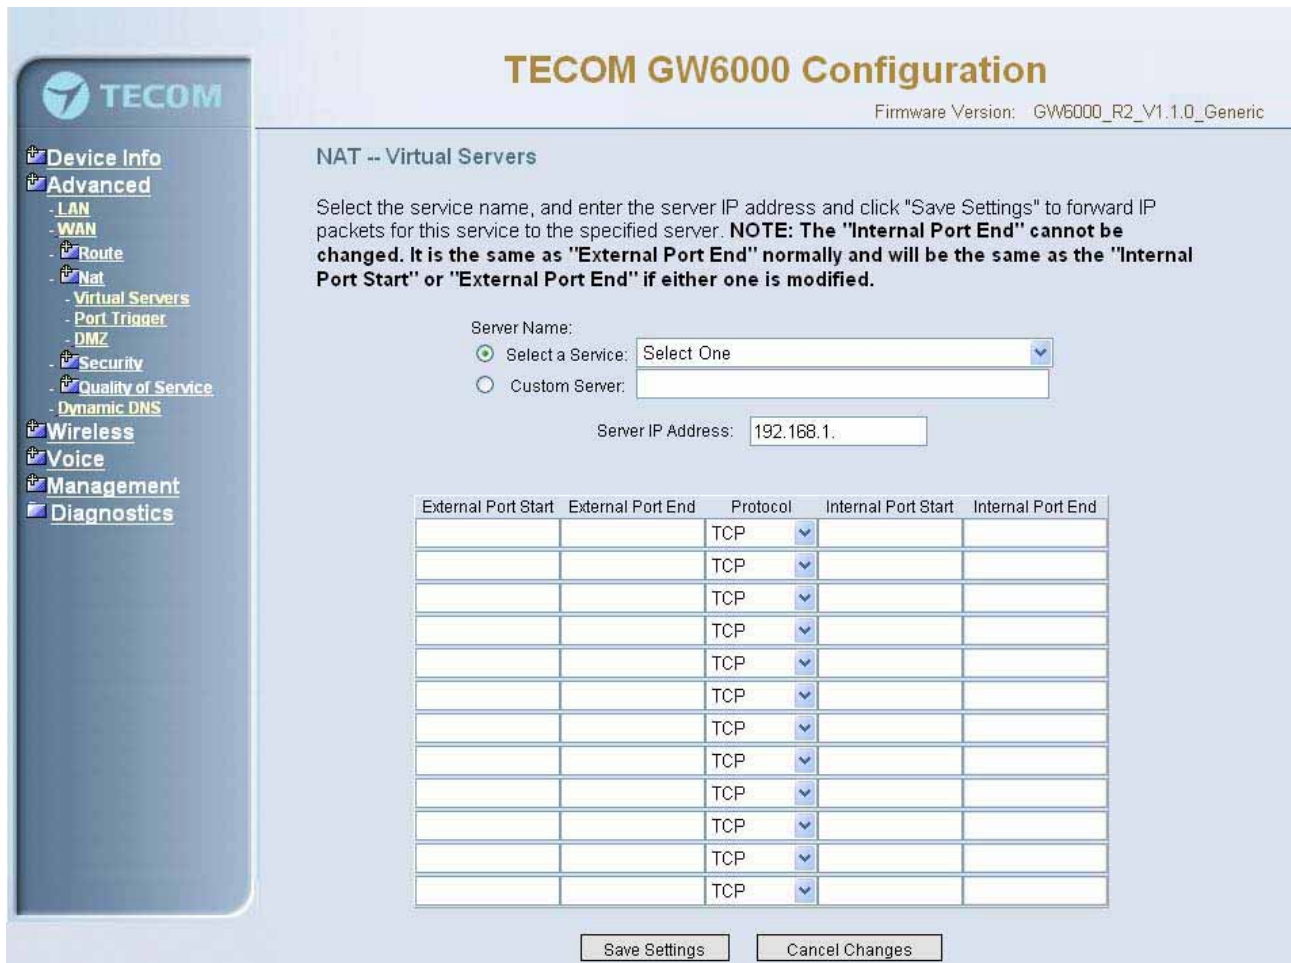 TECOM
TECOM GW6000 Configuration
Firmware Version: GW6000_R2_V1.1.0_Generic
Device Info
Advanced
- LAN
- WAN
- Route
- Nat
- Virtual Servers
- Port Trigger
- DMZ
- Security
- Quality of Service
- Dynamic DNS
Wireless
Voice
Management
Diagnostics
NAT -- Virtual Servers
Select the service name, and enter the server IP address and click "Save Settings" to forward IP
packets for this service to the specified server. NOTE: The "Internal Port End" cannot be
changed. It is the same as "External Port End" normally and will be the same as the "Internal
Port Start" or "External Port End" if either one is modified.
Server Name:
Select a Service: Select One
Custom Server:
Server IP Address: 192.168.1.
External Port Start External Port End Protocol Internal Port Start Internal Port End
TCP
TCP
TCP
TCP
TCP
TCP
TCP
TCP
TCP
TCP
TCP
TCP
Save Settings Cancel Changes